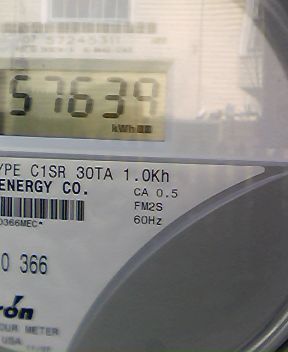 57639
kWh
YPE C1SR 30TA 1.0Kh
ENERGY CO.
CA 0.5
FM2S
60Hz
0366MEC*
0 366
ron
OUR METER
USA